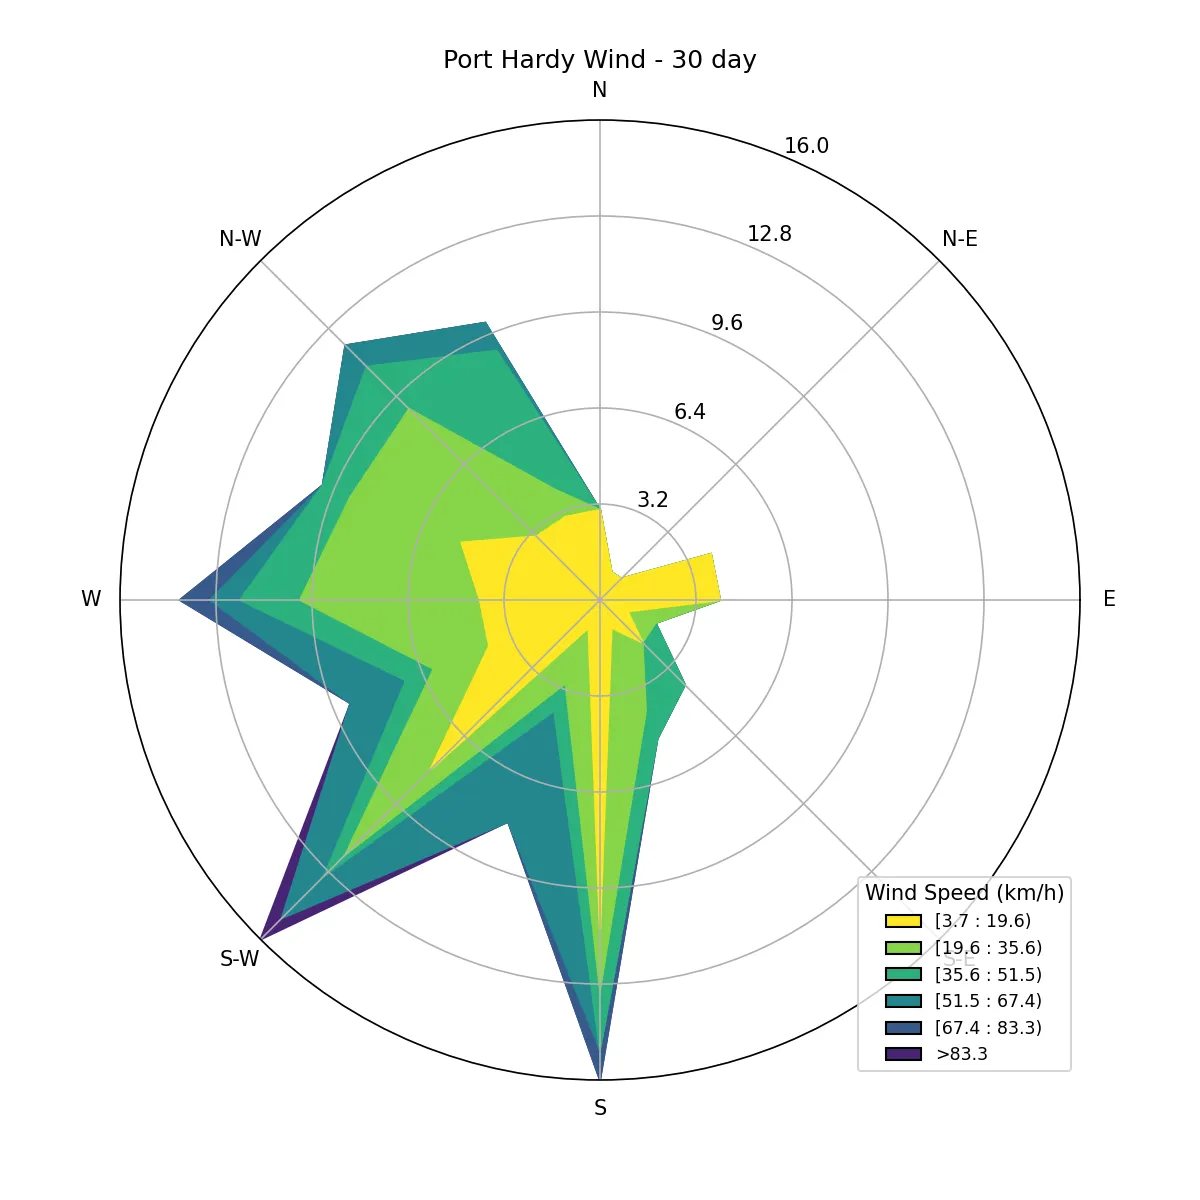 Port Hardy Wind - 30 day
N
16.0
12.8
N-W
N-E
9.6
6.4
3.2
W
E
Wind Speed (km/h)
[3.7 : 19.6)
[19.6 : 35.6)
S-W
S-E
[35.6 : 51.5)
[51.5 : 67.4)
[67.4 : 83.3)
>83.3
S